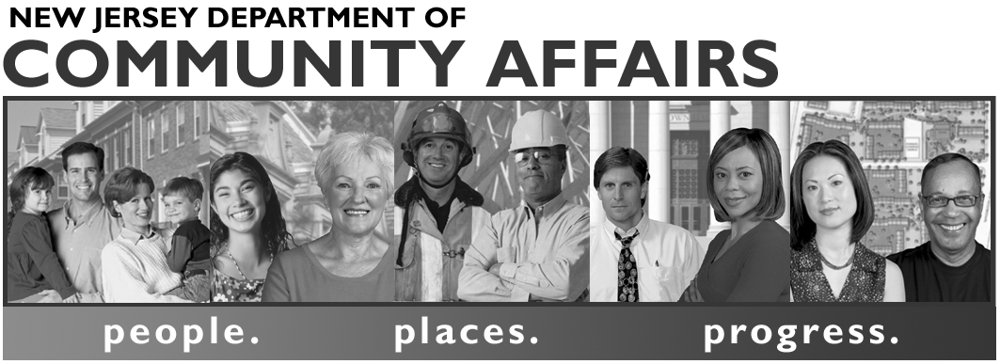 NEW JERSEY DEPARTMENT OF
COMMUNITY AFFAIRS
people. places. progress.